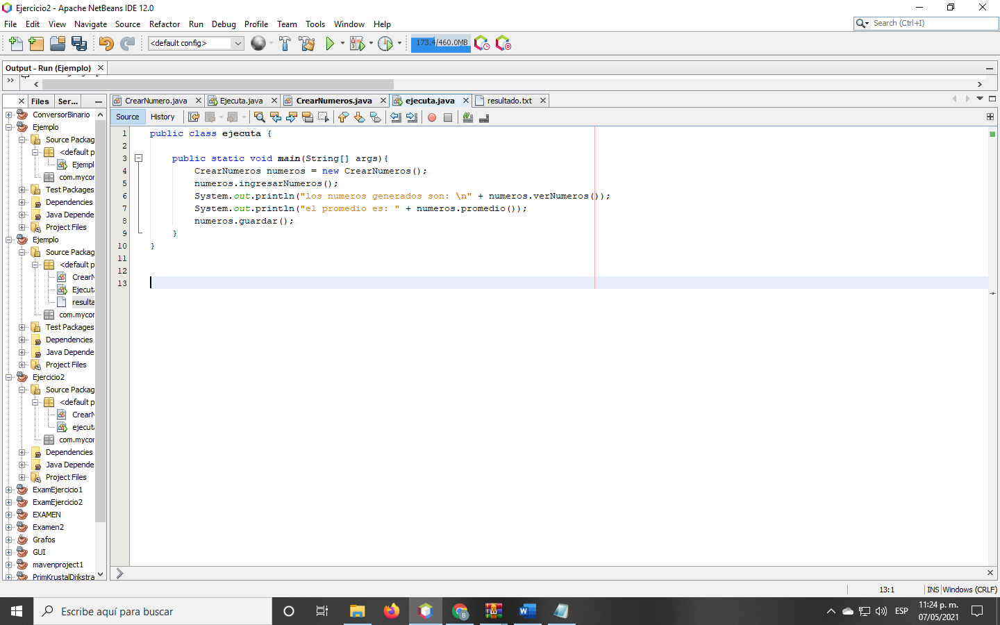 Ejercicio2 - Apache NetBeans IDE 12.0
File Edit View Navigate Source Refactor Run Debug Profile Team Tools Window Help
Search (Ctrl+I)
<default config>
173.4/460.0MB
Output - Run (Ejemplo)
Files Ser...
CrearNumero.java Ejecuta.java CrearNumeros.java ejecuta.java resultado.txt
Source History
ConversorBinario
Ejemplo
Source Packag
<default p
Ejempl
com.mycor
Test Packages
Dependencies
Java Depende
Project Files
Ejemplo
Source Packag
<default p
CrearN
Ejecut
resulta
com.mycor
Test Packages
Dependencies
Java Depende
Project Files
Ejercicio2
Source Packag
<default p
CrearN
ejecuta
com.mycor
Dependencies
Java Depende
Project Files
ExamEjercicio1
ExamEjercicio2
EXAMEN
Examen2
Grafos
GUI
mavenproject1
PrimKrustalDijkstra
1 public class ejecuta {
2
3 public static void main(String[] args){
4 CrearNumeros numeros = new CrearNumeros();
5 numeros.ingresarNumeros();
6 System.out.println("los numeros generados son: \n" + numeros.verNumeros());
7 System.out.println("el promedio es: " + numeros.promedio());
8 numeros.guardar();
9 }
10 }
11
12
13
13:1 INS Windows (CRLF)
Escribe aquí para buscar
ESP
11:24 p. m.
07/05/2021